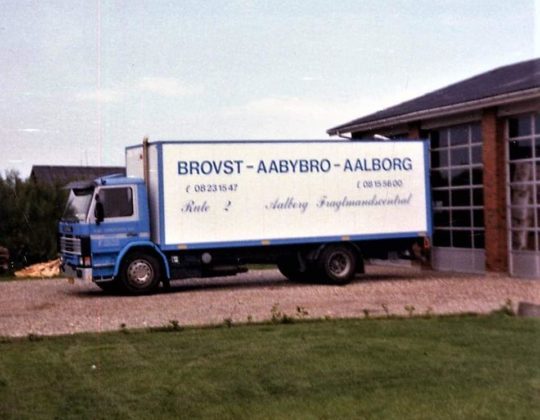 BROVST-AABYBRO-AALBORG
✆ 08 23 15 47 ✆ 08 15 56 00
Rute 2 Aalborg Fragtmandscentral